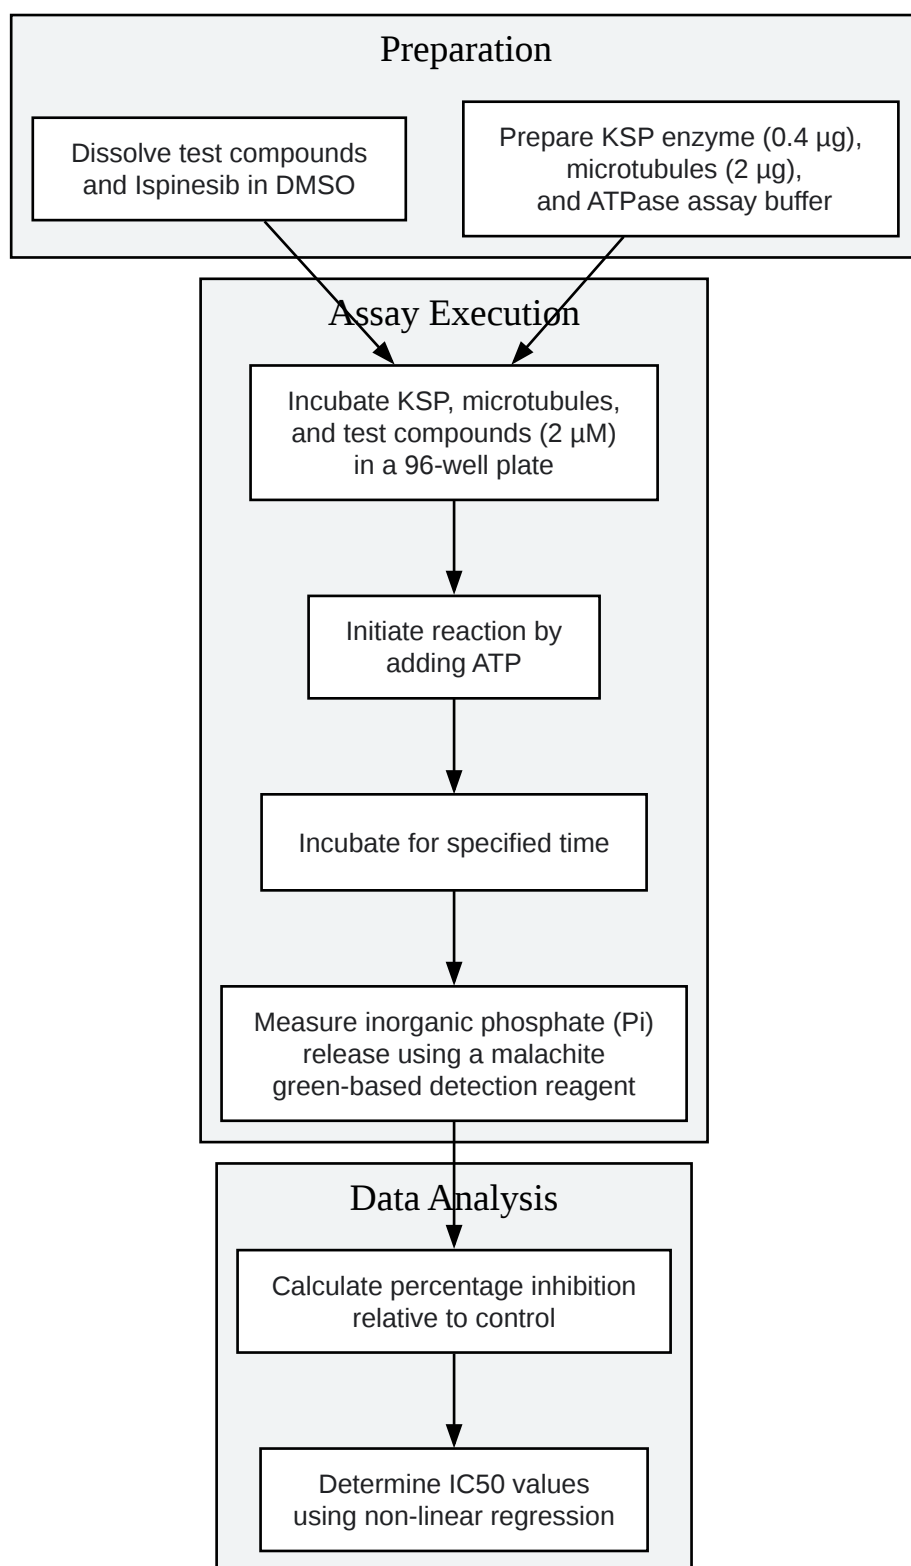 Preparation
Dissolve test compounds
and Ispinesib in DMSO
Prepare KSP enzyme (0.4 µg),
microtubules (2 µg),
and ATPase assay buffer
Assay Execution
Incubate KSP, microtubules,
and test compounds (2 µM)
in a 96-well plate
Initiate reaction by
adding ATP
Incubate for specified time
Measure inorganic phosphate (Pi)
release using a malachite
green-based detection reagent
Data Analysis
Calculate percentage inhibition
relative to control
Determine IC50 values
using non-linear regression